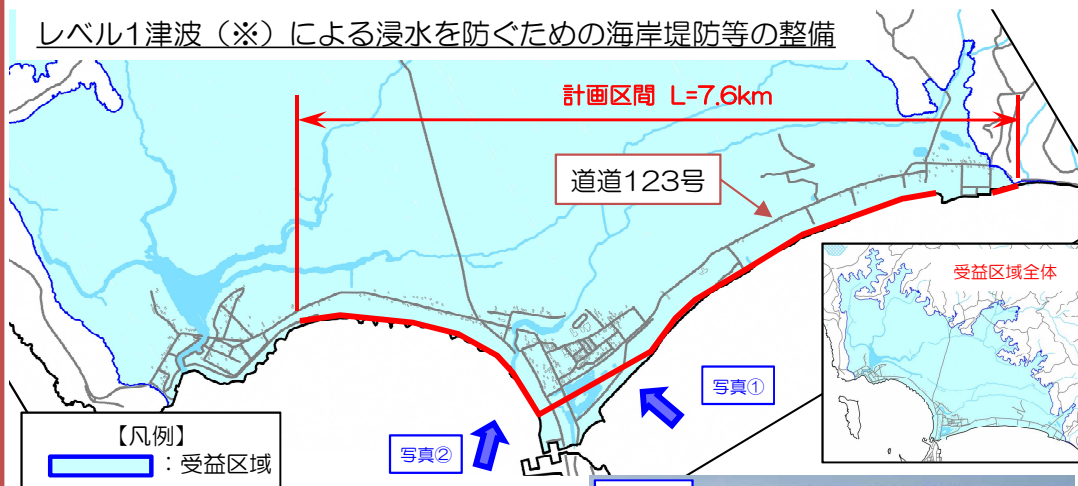 レベル1津波（※）による浸水を防ぐための海岸堤防等の整備
計画区間 L=7.6km
道道123号
受益区域全体
写真①
写真②
【凡例】
：受益区域